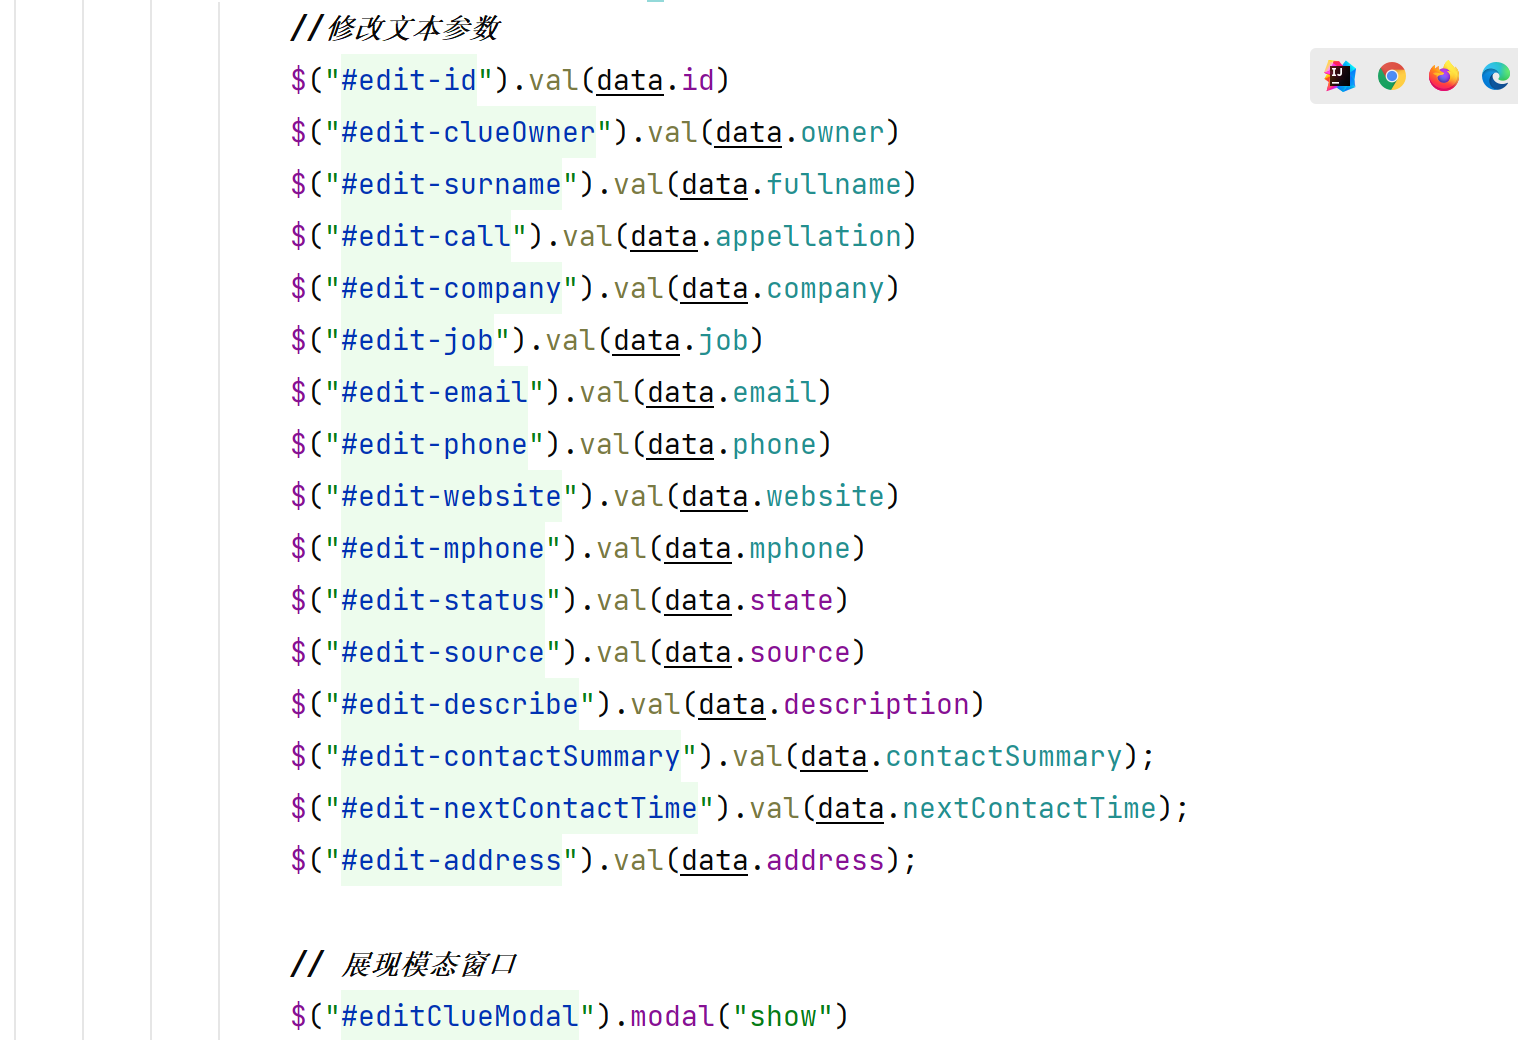 //修改文本参数
$("#edit-id").val(data.id)
$("#edit-clueOwner").val(data.owner)
$("#edit-surname").val(data.fullname)
$("#edit-call").val(data.appellation)
$("#edit-company").val(data.company)
$("#edit-job").val(data.job)
$("#edit-email").val(data.email)
$("#edit-phone").val(data.phone)
$("#edit-website").val(data.website)
$("#edit-mphone").val(data.mphone)
$("#edit-status").val(data.state)
$("#edit-source").val(data.source)
$("#edit-describe").val(data.description)
$("#edit-contactSummary").val(data.contactSummary);
$("#edit-nextContactTime").val(data.nextContactTime);
$("#edit-address").val(data.address);
// 展现模态窗口
$("#editClueModal").modal("show")
IJ